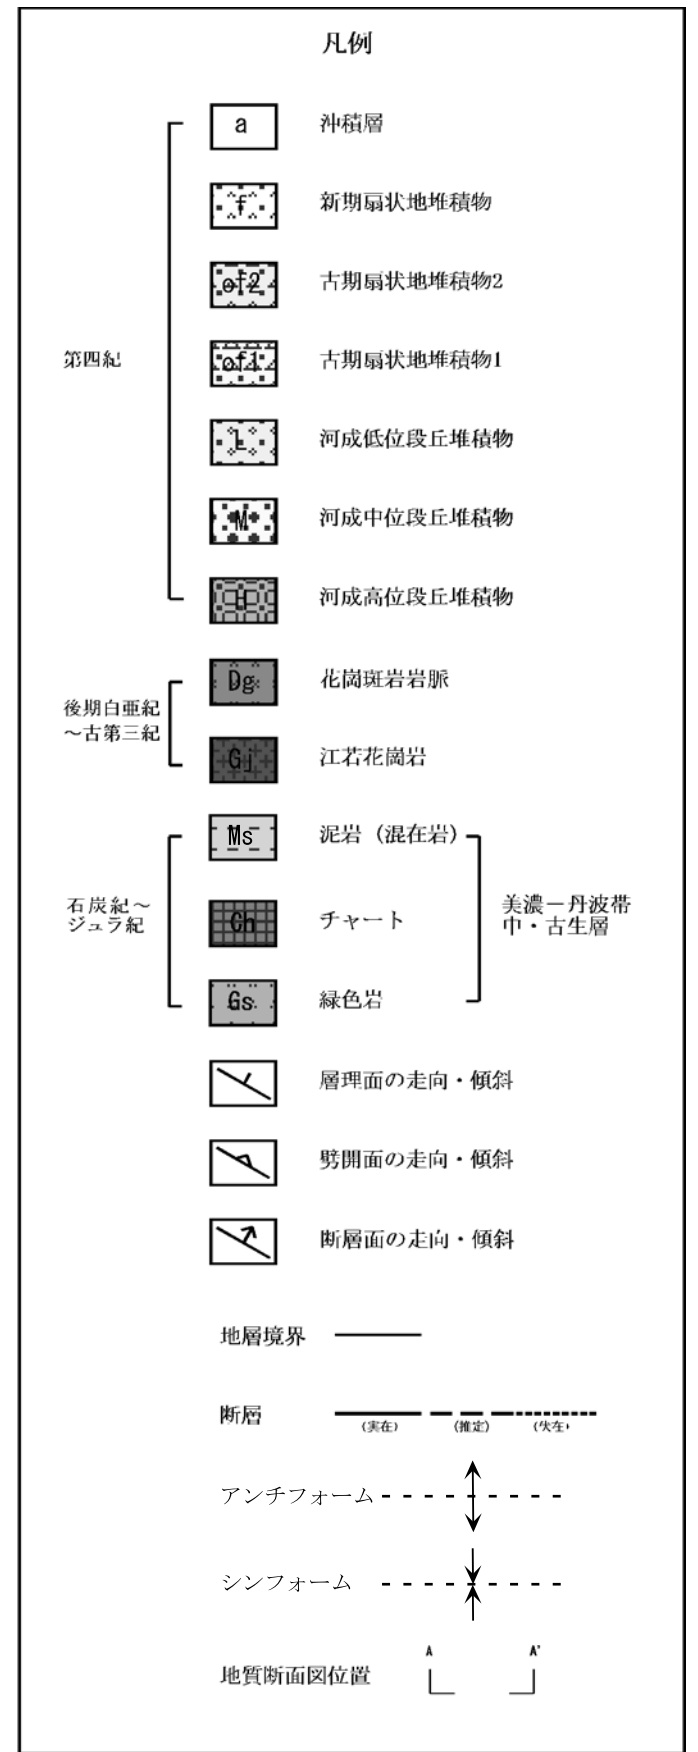 凡例
a 沖積層
f 新期扇状地堆積物
of2 古期扇状地堆積物2
第四紀
of1 古期扇状地堆積物1
L 河成低位段丘堆積物
M 河成中位段丘堆積物
H 河成高位段丘堆積物
Dg 花崗斑岩岩脈
後期白亜紀
～古第三紀
Gj 江若花崗岩
Ms 泥岩（混在岩）
石炭紀～
ジュラ紀
Ch チャート
美濃－丹波帯
中・古生層
Gs 緑色岩
層理面の走向・傾斜
劈開面の走向・傾斜
断層面の走向・傾斜
地層境界
断層
(実在) (推定) (伏在)
アンチフォーム
シンフォーム
A A'
地質断面図位置